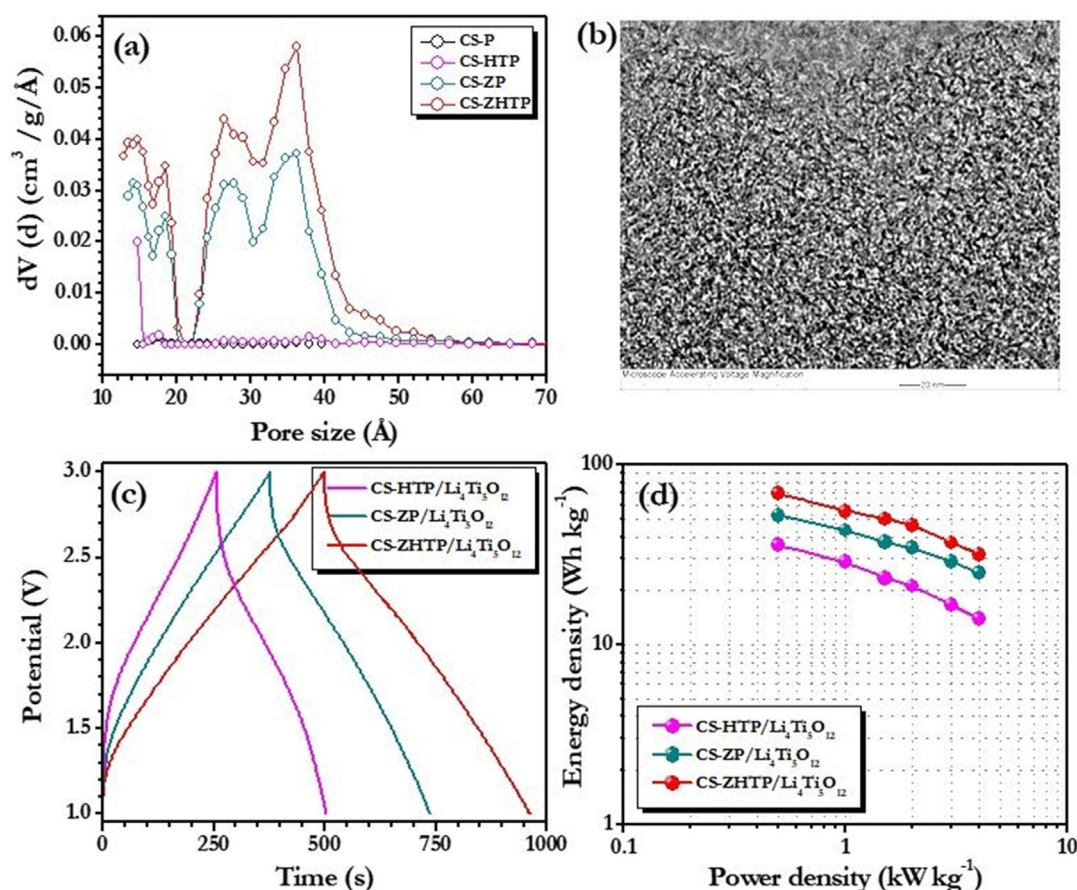 (a)
CS-P
CS-HTP
CS-ZP
CS-ZHTP
dV (d) (cm³/g/Å)
0.06
0.05
0.04
0.03
0.02
0.01
0.00
10 20 30 40 50 60 70
Pore size (Å)
(b)
Microscope Accelerating Voltage Magnification
20 nm
(c)
CS-HTP/Li₄Ti₅O₁₂
CS-ZP/Li₄Ti₅O₁₂
CS-ZHTP/Li₄Ti₅O₁₂
Potential (V)
3.0
2.5
2.0
1.5
1.0
0 250 500 750 1000
Time (s)
(d)
Energy density (Wh kg⁻¹)
100
10
1
CS-HTP/Li₄Ti₅O₁₂
CS-ZP/Li₄Ti₅O₁₂
CS-ZHTP/Li₄Ti₅O₁₂
0.1 1 10
Power density (kW kg⁻¹)